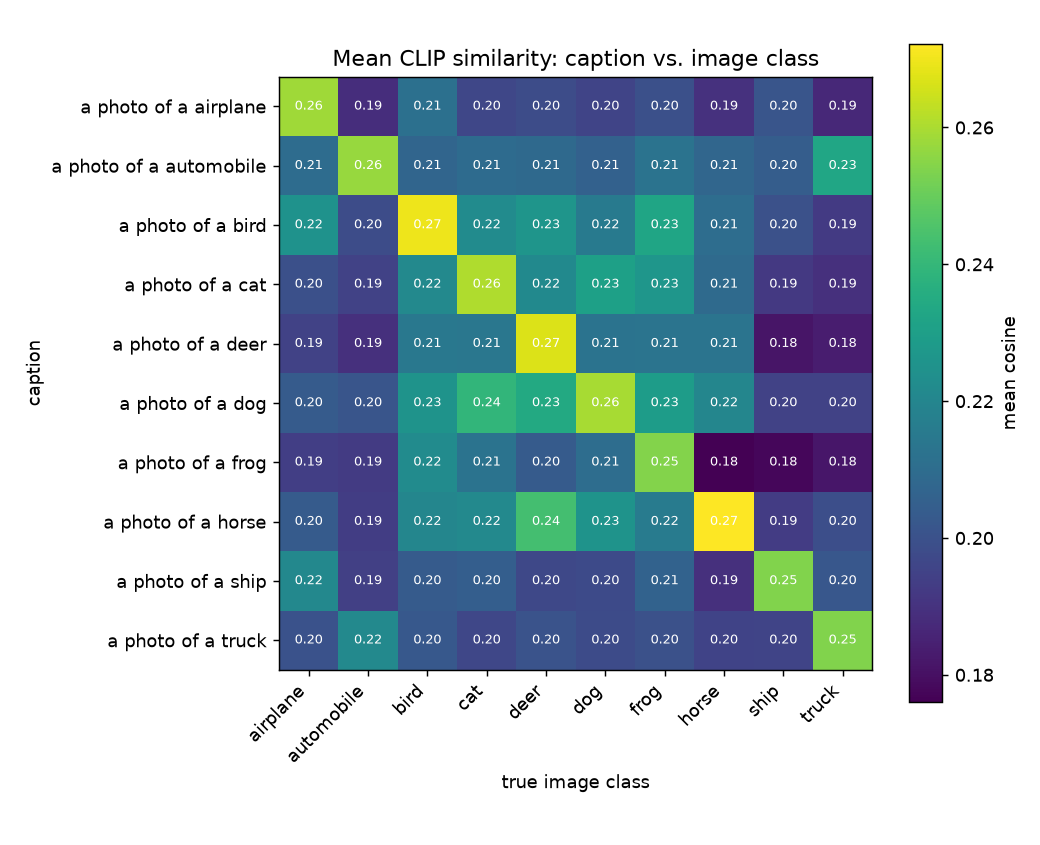 Mean CLIP similarity: caption vs. image class
a photo of a airplane 0.26 0.19 0.21 0.20 0.20 0.20 0.20 0.19 0.20 0.19
a photo of a automobile 0.21 0.26 0.21 0.21 0.21 0.21 0.21 0.21 0.20 0.23
a photo of a bird 0.22 0.20 0.27 0.22 0.23 0.22 0.23 0.21 0.20 0.19
a photo of a cat 0.20 0.19 0.22 0.26 0.22 0.23 0.23 0.21 0.19 0.19
a photo of a deer 0.19 0.19 0.21 0.21 0.27 0.21 0.21 0.21 0.18 0.18
a photo of a dog 0.20 0.20 0.23 0.24 0.23 0.26 0.23 0.22 0.20 0.20
a photo of a frog 0.19 0.19 0.22 0.21 0.20 0.21 0.25 0.18 0.18 0.18
a photo of a horse 0.20 0.19 0.22 0.22 0.24 0.23 0.22 0.27 0.19 0.20
a photo of a ship 0.22 0.19 0.20 0.20 0.20 0.20 0.21 0.19 0.25 0.20
a photo of a truck 0.20 0.22 0.20 0.20 0.20 0.20 0.20 0.20 0.20 0.25
caption
airplane automobile bird cat deer dog frog horse ship truck
true image class
0.26
0.24
0.22
0.20
0.18
mean cosine